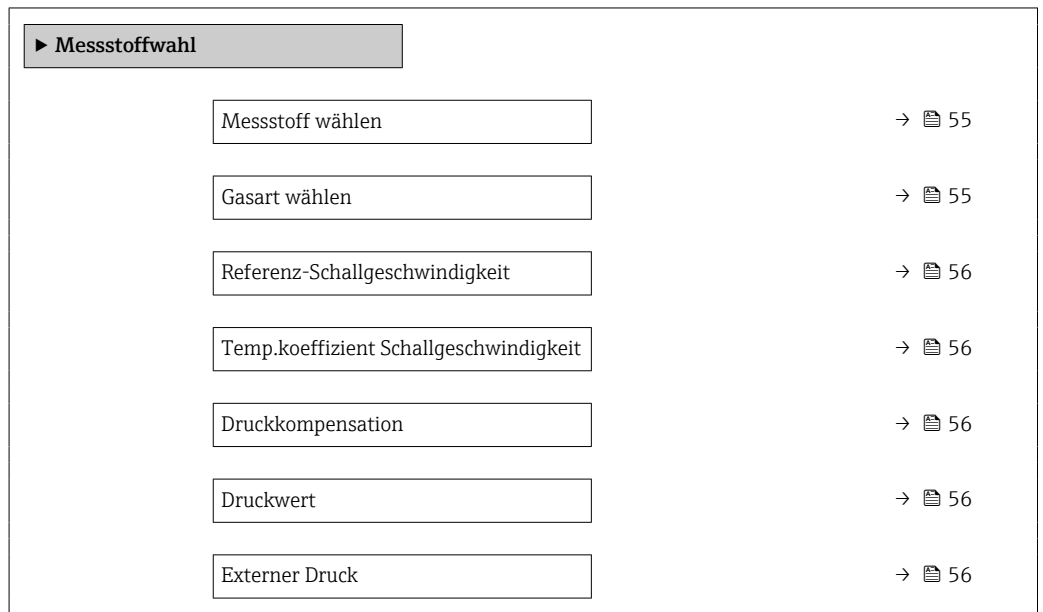 ► Messstoffwahl
Messstoff wählen → 55
Gasart wählen → 55
Referenz-Schallgeschwindigkeit → 56
Temp.koeffizient Schallgeschwindigkeit → 56
Druckkompensation → 56
Druckwert → 56
Externer Druck → 56